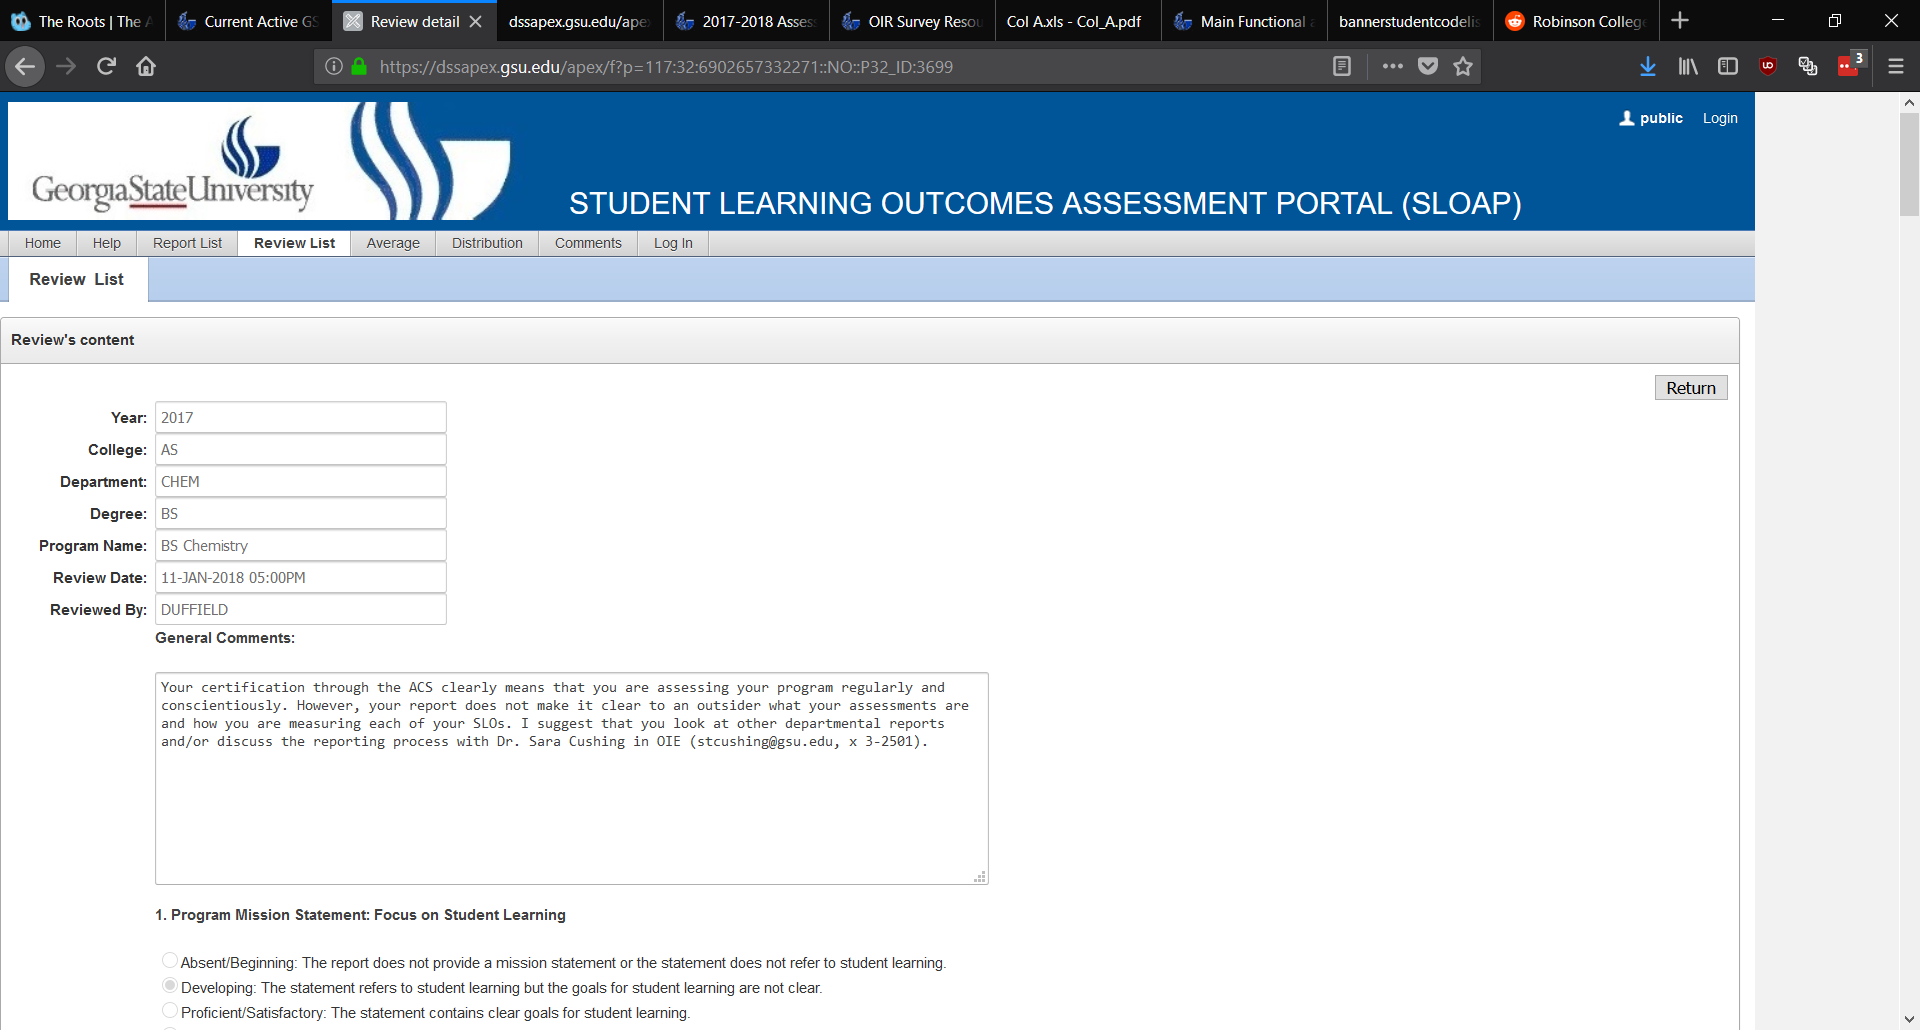 The Roots | The A
Current Active GS
Review detail
dssapex.gsu.edu/ape
2017-2018 Asses
OIR Survey Resou
Col A.xls - Col_A.pdf
Main Functional a
bannerstudentcodelis
Robinson College
https://dssapex.gsu.edu/apex/f?p=117:32:6902657332271::NO::P32_ID:3699
3
GeorgiaStateUniversity
public Login
STUDENT LEARNING OUTCOMES ASSESSMENT PORTAL (SLOAP)
Home Help Report List Review List Average Distribution Comments Log In
Review List
Review's content
Return
Year: 2017
College: AS
Department: CHEM
Degree: BS
Program Name: BS Chemistry
Review Date: 11-JAN-2018 05:00PM
Reviewed By: DUFFIELD
General Comments:
Your certification through the ACS clearly means that you are assessing your program regularly and
conscientiously. However, your report does not make it clear to an outsider what your assessments are
and how you are measuring each of your SLOs. I suggest that you look at other departmental reports
and/or discuss the reporting process with Dr. Sara Cushing in OIE (stcushing@gsu.edu, x 3-2501).
1. Program Mission Statement: Focus on Student Learning
Absent/Beginning: The report does not provide a mission statement or the statement does not refer to student learning.
Developing: The statement refers to student learning but the goals for student learning are not clear.
Proficient/Satisfactory: The statement contains clear goals for student learning.